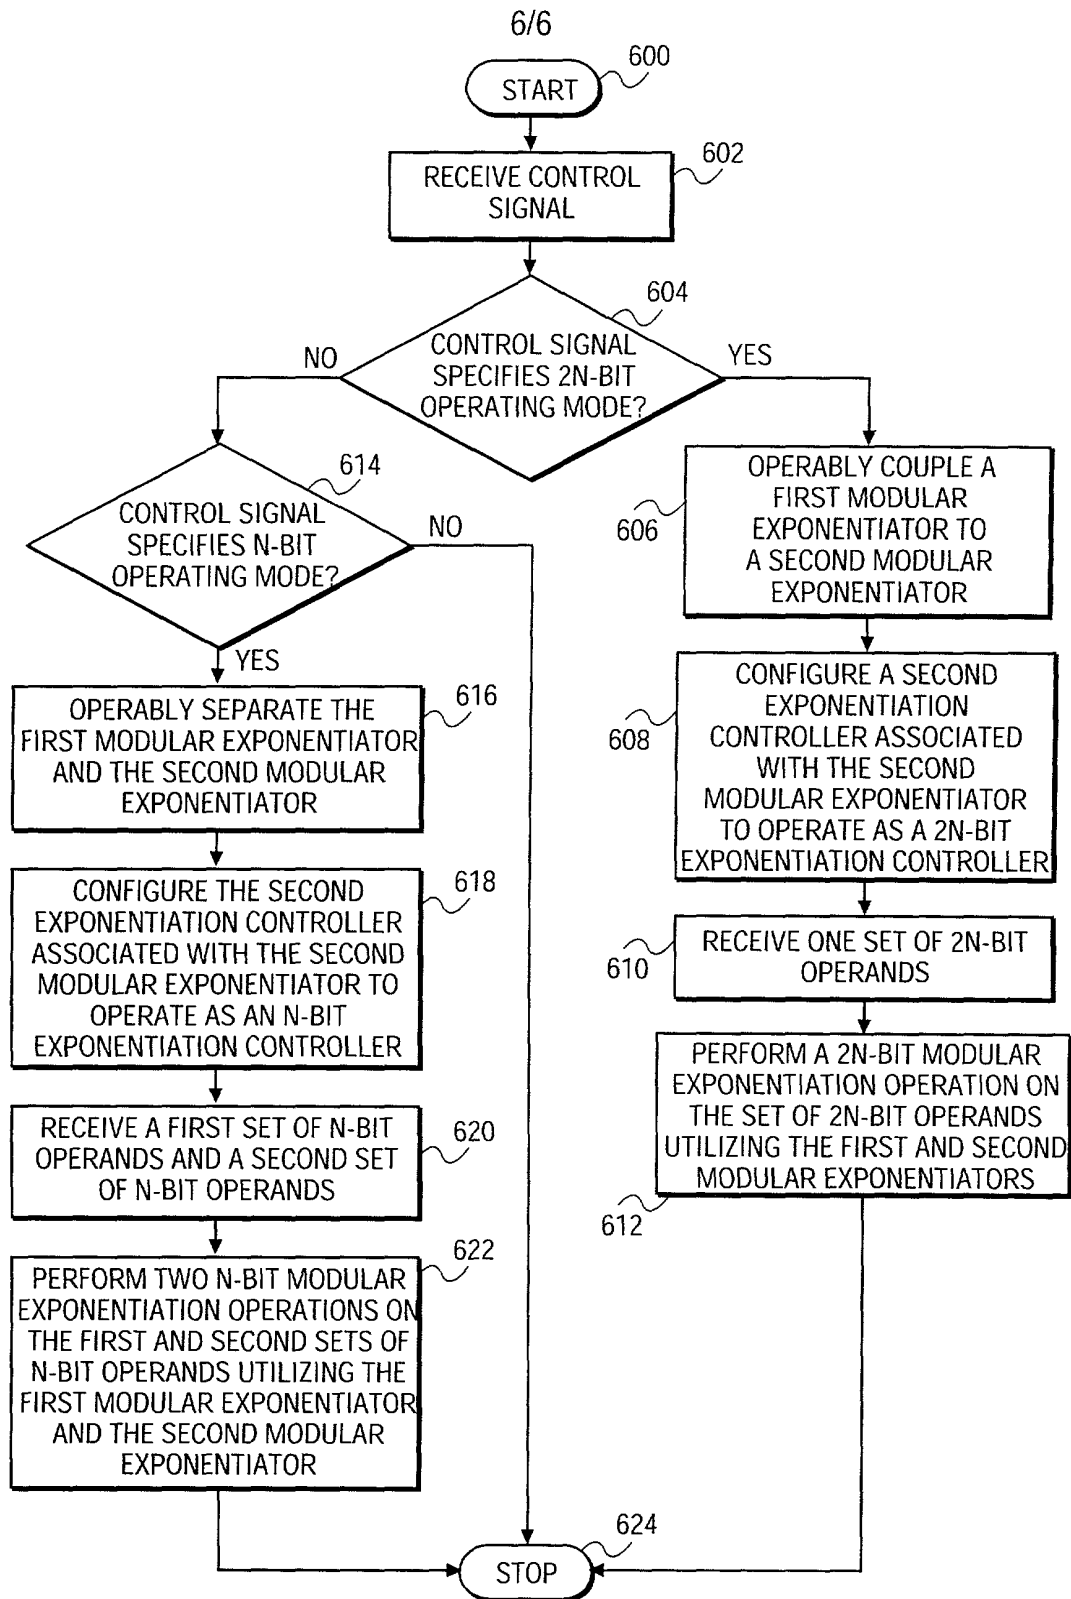 6/6
600
START
602
RECEIVE CONTROL
SIGNAL
604
CONTROL SIGNAL
SPECIFIES 2N-BIT
OPERATING MODE?
NO
YES
614
CONTROL SIGNAL
SPECIFIES N-BIT
OPERATING MODE?
NO
YES
606
OPERABLY COUPLE A
FIRST MODULAR
EXPONENTIATOR TO
A SECOND MODULAR
EXPONENTIATOR
608
CONFIGURE A SECOND
EXPONENTIATION
CONTROLLER ASSOCIATED
WITH THE SECOND
MODULAR EXPONENTIATOR
TO OPERATE AS A 2N-BIT
EXPONENTIATION CONTROLLER
610
RECEIVE ONE SET OF 2N-BIT
OPERANDS
PERFORM A 2N-BIT MODULAR
EXPONENTIATION OPERATION ON
THE SET OF 2N-BIT OPERANDS
UTILIZING THE FIRST AND SECOND
MODULAR EXPONENTIATORS
612
616
OPERABLY SEPARATE THE
FIRST MODULAR EXPONENTIATOR
AND THE SECOND MODULAR
EXPONENTIATOR
618
CONFIGURE THE SECOND
EXPONENTIATION CONTROLLER
ASSOCIATED WITH THE SECOND
MODULAR EXPONENTIATOR TO
OPERATE AS AN N-BIT
EXPONENTIATION CONTROLLER
620
RECEIVE A FIRST SET OF N-BIT
OPERANDS AND A SECOND SET
OF N-BIT OPERANDS
622
PERFORM TWO N-BIT MODULAR
EXPONENTIATION OPERATIONS ON
THE FIRST AND SECOND SETS OF
N-BIT OPERANDS UTILIZING THE
FIRST MODULAR EXPONENTIATOR
AND THE SECOND MODULAR
EXPONENTIATOR
624
STOP